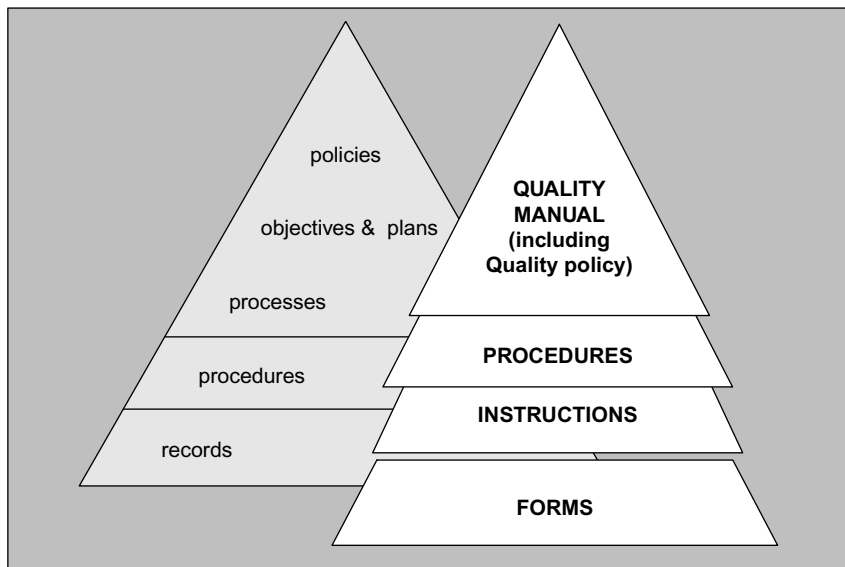 policies
objectives & plans
processes
procedures
records
QUALITY
MANUAL
(including
Quality policy)
PROCEDURES
INSTRUCTIONS
FORMS